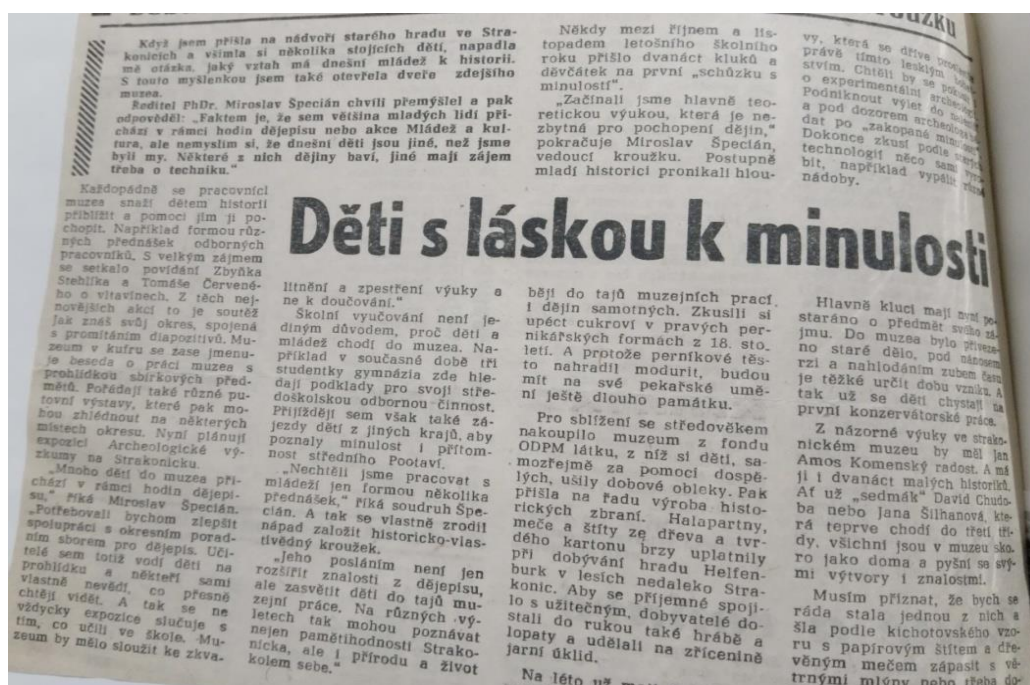 Když jsem přišla na nádvoří starého hradu ve Stra-
konicích a všimla si několika stojících dětí, napadla
mě otázka, jaký vztah má dnešní mládež k historii.
S touto myšlenkou jsem také otevřela dveře zdejšího
muzea.
Ředitel PhDr. Miroslav Špecián chvíli přemýšlel a pak
odpověděl: „Faktem je, že sem většina mladých lidí při-
chází v rámci hodin dějepisu nebo akce Mládež a kul-
tura, ale nemyslím si, že dnešní děti jsou jiné, než jsme
byli my. Některé z nich dějiny baví, jiné mají zájem
třeba o techniku."
Děti s láskou k minulosti
Každopádně se pracovníci
muzea snaží dětem historii
přiblížit a pomoci jim ji po-
chopit. Například formou růz-
ných přednášek odborných
pracovníků. S velkým zájmem
se setkalo povídání Zbyňka
Stehlíka a Tomáše Červené-
ho o vltavínech. Z těch nej-
novějších akcí to je soutěž
Jak znáš svůj okres, spojená
s promítáním diapozitivů. Mu-
zeum v kufru se zase jmenu-
je beseda o práci muzea s
prohlídkou sbírkových před-
mětů. Pořádají také různé pu-
tovní výstavy, které pak mo-
hou zhlédnout na některých
místech okresu. Nyní plánují
expozici Archeologické vý-
zkumy na Strakonicku.
„Mnoho dětí do muzea při-
chází v rámci hodin dějepi-
su," říká Miroslav Špecián.
„Potřebovali bychom zlepšit
spolupráci s okresním porad-
ním sborem pro dějepis. Uči-
telé sem totiž vodí děti na
prohlídku a někteří sami
vlastně nevědí, co přesně
chtějí vidět. A tak se ne
vždycky expozice slučuje s
tím, co učili ve škole. Mu-
zeum by mělo sloužit ke zkva-
litnění a zpestření výuky a
ne k doučování."
Školní vyučování není je-
diným důvodem, proč děti a
mládež chodí do muzea. Na-
příklad v současné době tři
studentky gymnázia zde hle-
dají podklady pro svoji stře-
doškolskou odbornou činnost.
Přijíždějí sem však také zá-
jezdy dětí z jiných krajů, aby
poznaly minulost i přítom-
nost středního Pootaví.
„Nechtěli jsme pracovat s
mládeží jen formou několika
přednášek," říká soudruh Špe-
cián. A tak se vlastně zrodil
nápad založit historicko-vlas-
tivědný kroužek.
„Jeho posláním není jen
rozšířit znalosti z dějepisu,
ale zasvětit děti do tajů mu-
zejní práce. Na různých vý-
letech tak mohou poznávat
nejen pamětihodnosti Strako-
nicka, ale i přírodu a život
kolem sebe."
Někdy mezi říjnem a lis-
topadem letošního školního
roku přišlo dvanáct kluků a
děvčátek na první „schůzku s
minulostí".
„Začínali jsme hlavně teo-
retickou výukou, která je ne-
zbytná pro pochopení dějin,"
pokračuje Miroslav Špecián,
vedoucí kroužku. Postupně
mladí historici pronikali hlou-
běji do tajů muzejních prací
i dějin samotných. Zkusili si
upéct cukroví v pravých per-
nikářských formách z 18. sto-
letí. A protože perníkové těs-
to nahradil modurit, budou
mít na své pekařské umě-
ní ještě dlouho památku.
Pro sblížení se středověkem
nakoupilo muzeum z fondu
ODPM látku, z níž si děti, sa-
mozřejmě za pomoci dospě-
lých, ušily dobové obleky. Pak
přišla na řadu výroba histo-
rických zbraní. Halapartny,
meče a štíty ze dřeva a tvr-
dého kartonu brzy uplatnily
při dobývání hradu Helfen-
burk v lesích nedaleko Stra-
konic. Aby se příjemné spoji-
lo s užitečným, dobyvatelé do-
stali do rukou také hrábě a
lopaty a udělali na zřícenině
jarní úklid.
Na léto už
vy, která se dříve
právě tímto lesklým
stvím. Chtěli by se
o experimentální
Podniknout výlet do
a pod dozorem
dat po „zakopané
Dokonce zkusí podle
technologií něco
bit, například vypálit různé
nádoby.
Hlavně kluci mají nyní po-
staráno o předmět svého zá-
jmu. Do muzea bylo přiveze-
no staré dělo, pod nánosem
rzi a nahlodáním zubem času
je těžké určit dobu vzniku. A
tak už se děti chystají na
první konzervátorské práce.
Z názorné výuky ve strako-
nickém muzeu by měl Jan
Amos Komenský radost. A má
ji i dvanáct malých historiků.
Ať už „sedmák" David Chudo-
ba nebo Jana Šilhanová, kte-
rá teprve chodí do třetí tří-
dy, všichni jsou v muzeu sko-
ro jako doma a pyšní se svý-
mi výtvory i znalostmi.
Musím přiznat, že bych se
ráda stala jednou z nich a
šla podle kichotovského vzo-
ru s papírovým štítem a dře-
věným mečem zápasit s vě-
trnými mlýny nebo třeba do-